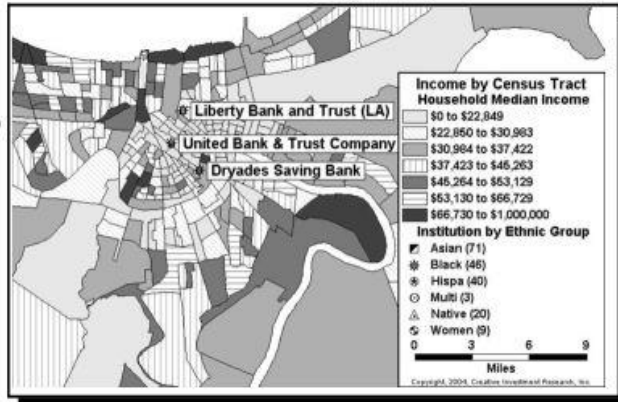 Liberty Bank and Trust (LA)
United Bank & Trust Company
Dryades Saving Bank
Income by Census Tract
Household Median Income
$0 to $22,849
$22,850 to $30,983
$30,984 to $37,422
$37,423 to $45,263
$45,264 to $53,129
$53,130 to $66,729
$66,730 to $1,000,000
Institution by Ethnic Group
Asian (71)
Black (46)
Hispa (40)
Multi (3)
Native (20)
Women (9)
0 3 6 9
Miles
Copyright, 2004, Creative Investment Research, Inc.